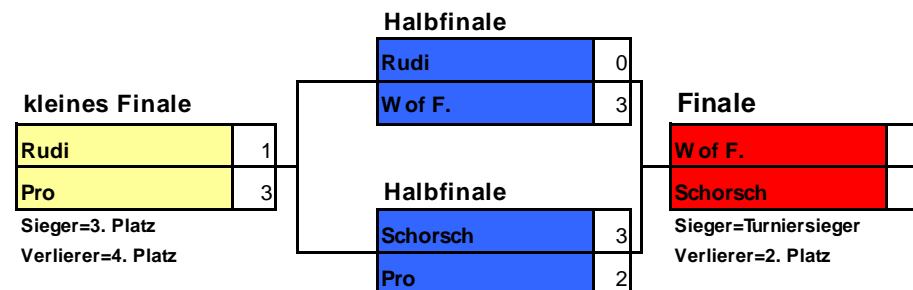 Halbfinale
Rudi 0
W of F. 3
kleines Finale
Rudi 1
Pro 3
Sieger=3. Platz
Verlierer=4. Platz
Halbfinale
Schorsch 3
Pro 2
Finale
W of F.
Schorsch
Sieger=Turniersieger
Verlierer=2. Platz